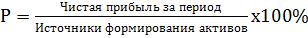 Чистая прибыль за период
P = х100%
Источники формирования активов